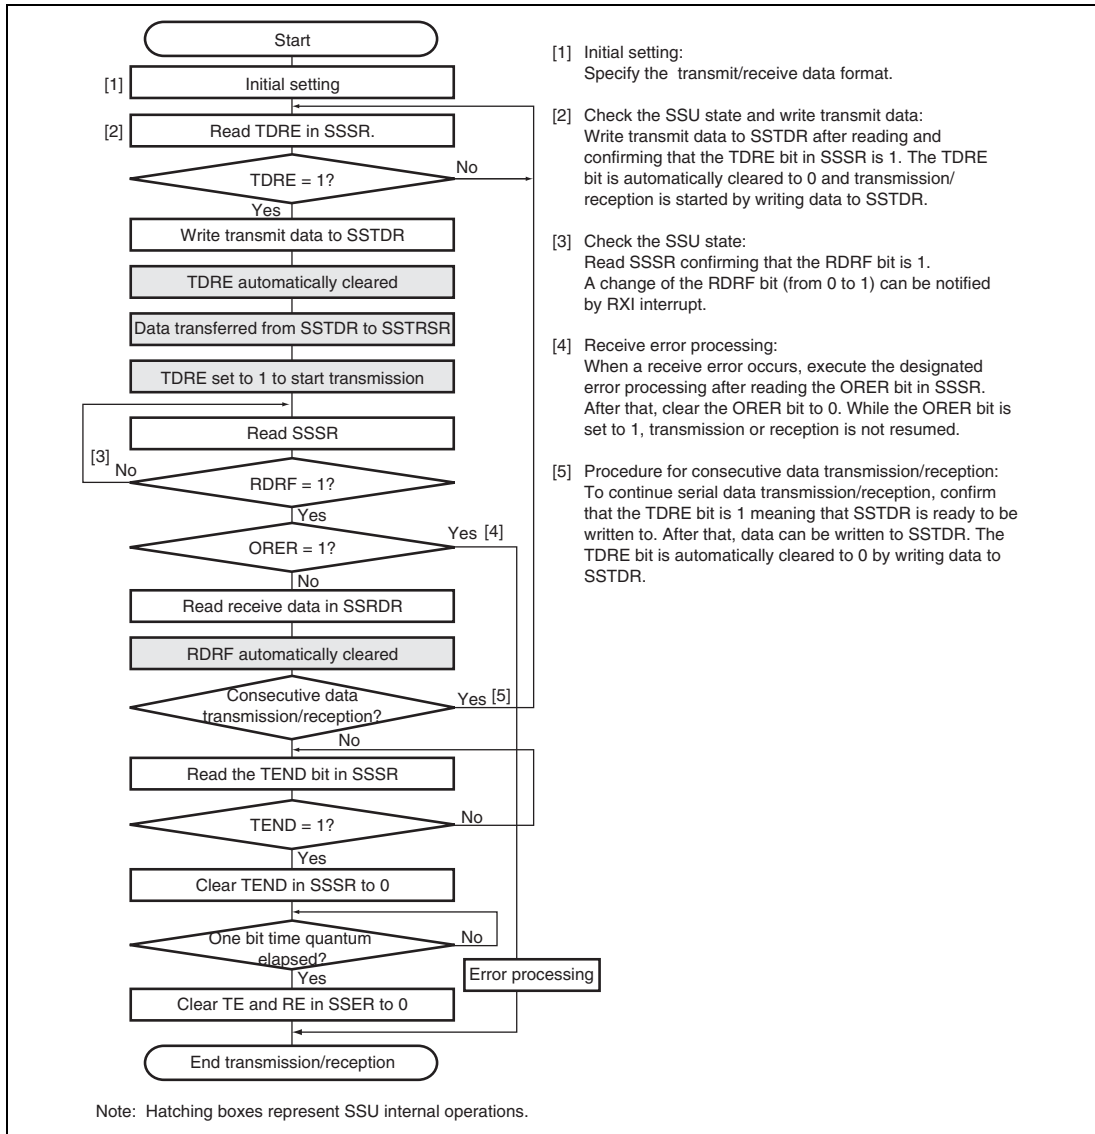 Start
[1] Initial setting
[2] Read TDRE in SSSR.
TDRE = 1?
No
Yes
Write transmit data to SSTDR
TDRE automatically cleared
Data transferred from SSTDR to SSTRSR
TDRE set to 1 to start transmission
Read SSSR
[3]
No
RDRF = 1?
Yes
ORER = 1?
Yes [4]
No
Read receive data in SSRDR
RDRF automatically cleared
Consecutive data
transmission/reception?
Yes [5]
No
Read the TEND bit in SSSR
TEND = 1?
No
Yes
Clear TEND in SSSR to 0
One bit time quantum
elapsed?
No
Yes
Error processing
Clear TE and RE in SSER to 0
End transmission/reception
[1] Initial setting:
Specify the transmit/receive data format.
[2] Check the SSU state and write transmit data:
Write transmit data to SSTDR after reading and
confirming that the TDRE bit in SSSR is 1. The TDRE
bit is automatically cleared to 0 and transmission/
reception is started by writing data to SSTDR.
[3] Check the SSU state:
Read SSSR confirming that the RDRF bit is 1.
A change of the RDRF bit (from 0 to 1) can be notified
by RXI interrupt.
[4] Receive error processing:
When a receive error occurs, execute the designated
error processing after reading the ORER bit in SSSR.
After that, clear the ORER bit to 0. While the ORER bit is
set to 1, transmission or reception is not resumed.
[5] Procedure for consecutive data transmission/reception:
To continue serial data transmission/reception, confirm
that the TDRE bit is 1 meaning that SSTDR is ready to be
written to. After that, data can be written to SSTDR. The
TDRE bit is automatically cleared to 0 by writing data to
SSTDR.
Note: Hatching boxes represent SSU internal operations.